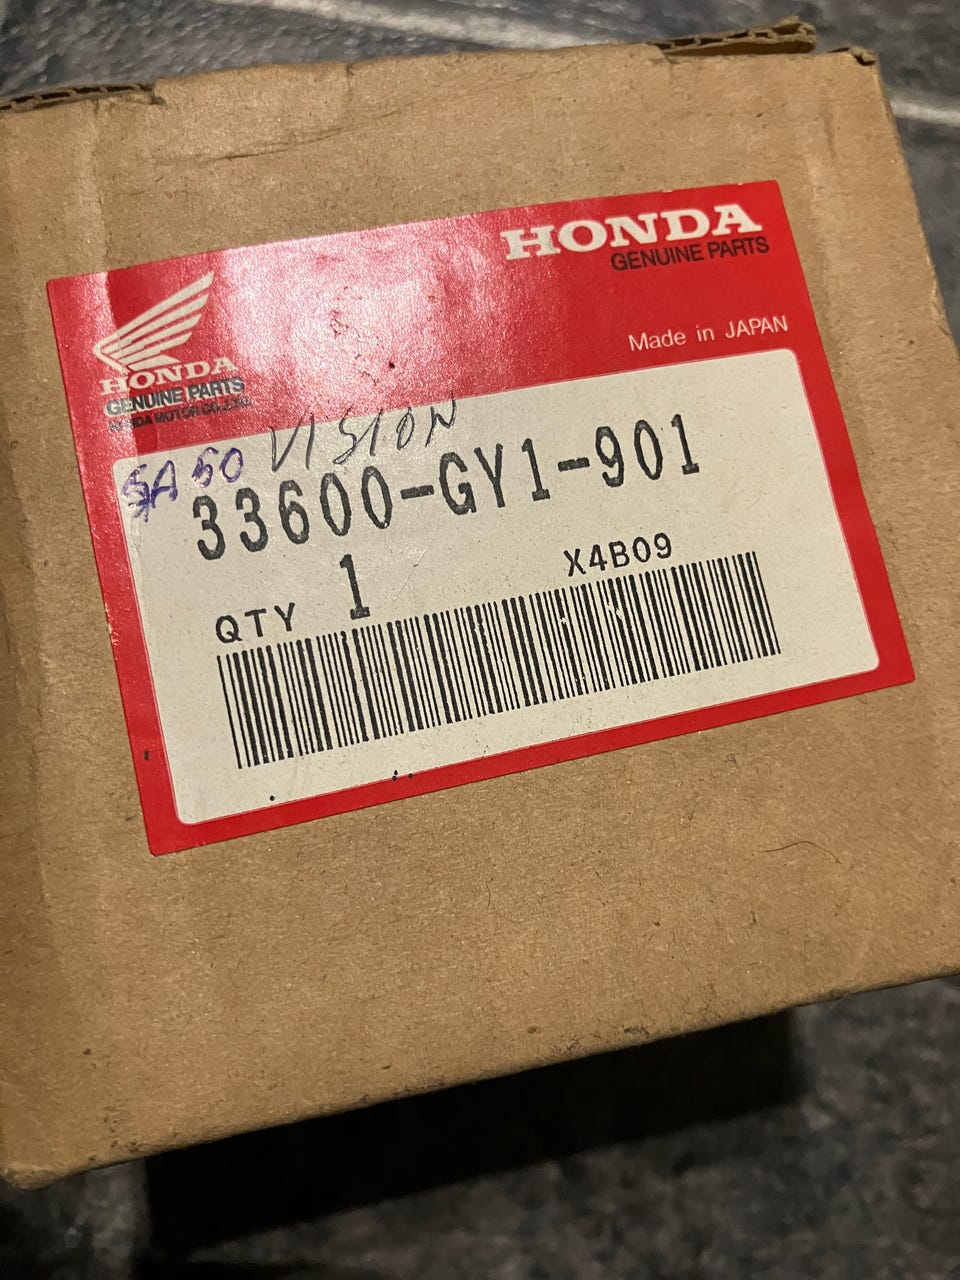 HONDA
GENUINE PARTS
Made in JAPAN
HONDA
GENUINE PARTS
HONDA MOTOR CO.,LTD.
SA 50 VISION
33600-GY1-901
QTY 1 X4B09